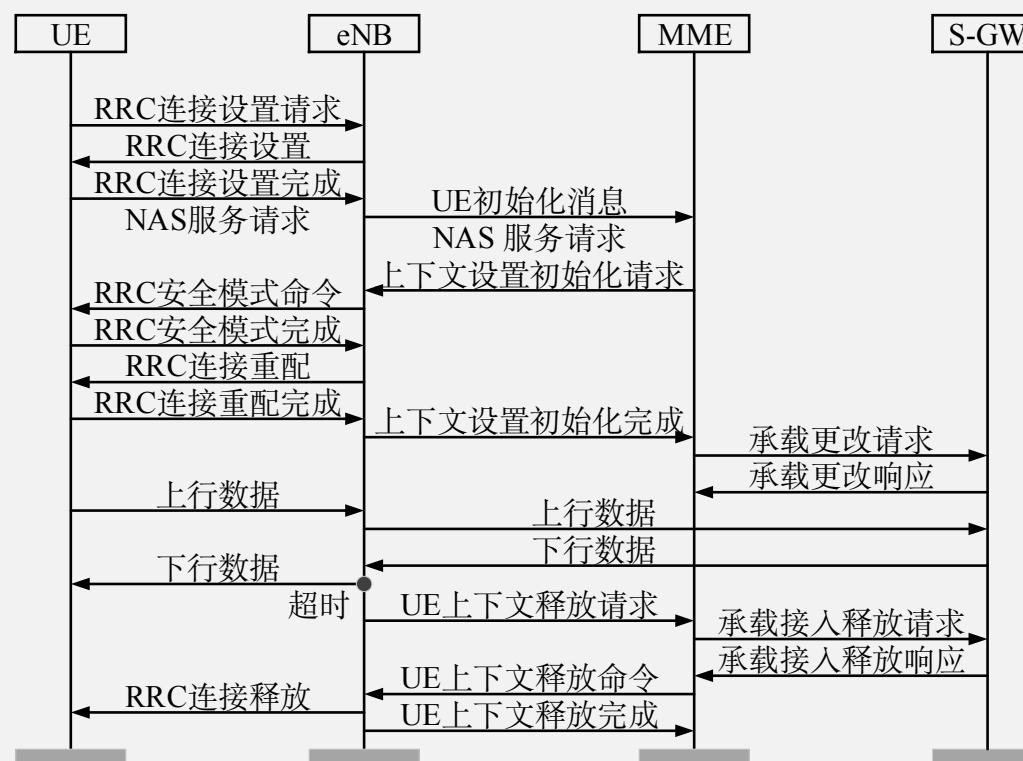 UE
eNB
MME
S-GW
RRC连接设置请求
RRC连接设置
RRC连接设置完成
NAS服务请求
UE初始化消息
NAS 服务请求
上下文设置初始化请求
RRC安全模式命令
RRC安全模式完成
RRC连接重配
RRC连接重配完成
上下文设置初始化完成
承载更改请求
承载更改响应
上行数据
上行数据
下行数据
下行数据
超时
UE上下文释放请求
承载接入释放请求
承载接入释放响应
UE上下文释放命令
RRC连接释放
UE上下文释放完成